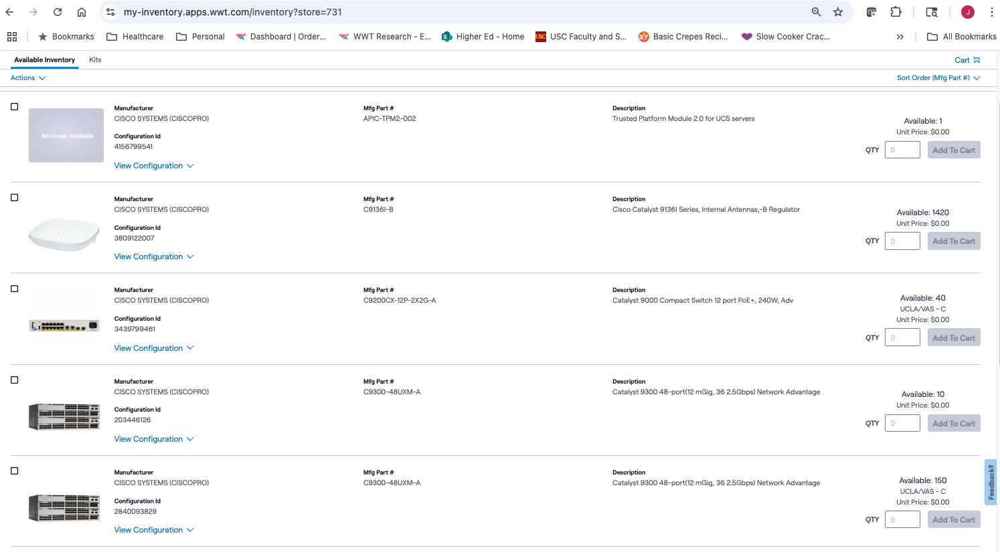 my-inventory.apps.wwt.com/inventory?store=731
J
Bookmarks Healthcare Personal Dashboard | Order... WWT Research - E... Higher Ed - Home USC Faculty and S... Basic Crepes Reci... Slow Cooker Crac... » All Bookmarks
Available Inventory Kits Cart
Actions Sort Order (Mfg Part #)
No Image Available
Manufacturer Mfg Part # Description
CISCO SYSTEMS (CISCOPRO) APIC-TPM2-002 Trusted Platform Module 2.0 for UCS servers
Available: 1
Unit Price: $0.00
Configuration Id
4156799541
QTY 0 Add To Cart
View Configuration
Manufacturer Mfg Part # Description
CISCO SYSTEMS (CISCOPRO) C9136I-B Cisco Catalyst 9136I Series, Internal Antennas,-B Regulator
Available: 1420
Unit Price: $0.00
Configuration Id
3809122007
QTY 0 Add To Cart
View Configuration
Manufacturer Mfg Part # Description
CISCO SYSTEMS (CISCOPRO) C9200CX-12P-2X2G-A Catalyst 9000 Compact Switch 12 port PoE+, 240W, Adv
Available: 40
UCLA/VAS - C
Unit Price: $0.00
Configuration Id
3439799461
QTY 0 Add To Cart
View Configuration
Manufacturer Mfg Part # Description
CISCO SYSTEMS (CISCOPRO) C9300-48UXM-A Catalyst 9300 48-port(12 mGig, 36 2.5Gbps) Network Advantage
Available: 10
Unit Price: $0.00
Configuration Id
203446126
QTY 0 Add To Cart
View Configuration
Manufacturer Mfg Part # Description
CISCO SYSTEMS (CISCOPRO) C9300-48UXM-A Catalyst 9300 48-port(12 mGig, 36 2.5Gbps) Network Advantage
Available: 150
UCLA/VAS - C
Unit Price: $0.00
Configuration Id
2840093829
QTY 0 Add To Cart
View Configuration
Feedback?